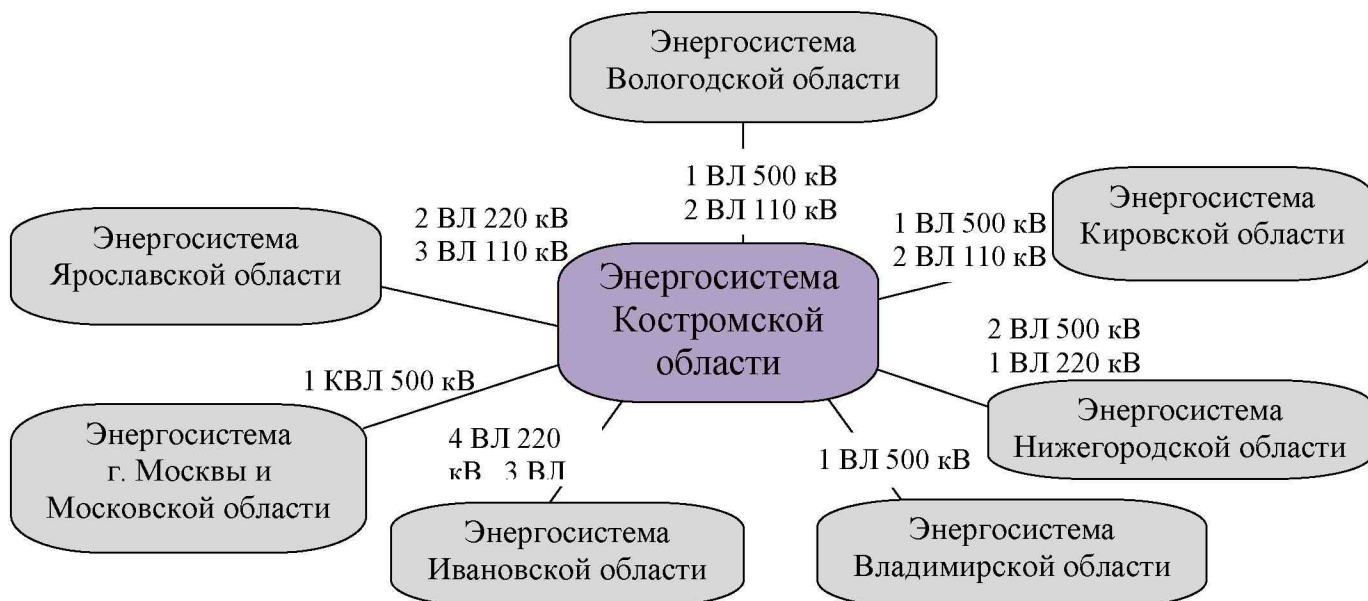 Энергосистема
Вологодской области
1 ВЛ 500 кВ
2 ВЛ 110 кВ
1 ВЛ 500 кВ
2 ВЛ 110 кВ
Энергосистема
Кировской области
2 ВЛ 220 кВ
3 ВЛ 110 кВ
Энергосистема
Ярославской области
Энергосистема
Костромской
области
2 ВЛ 500 кВ
1 ВЛ 220 кВ
Энергосистема
Нижегородской области
1 КВЛ 500 кВ
Энергосистема
г. Москвы и
Московской области
4 ВЛ 220
кВ 3 ВЛ
Энергосистема
Ивановской области
1 ВЛ 500 кВ
Энергосистема
Владимирской области